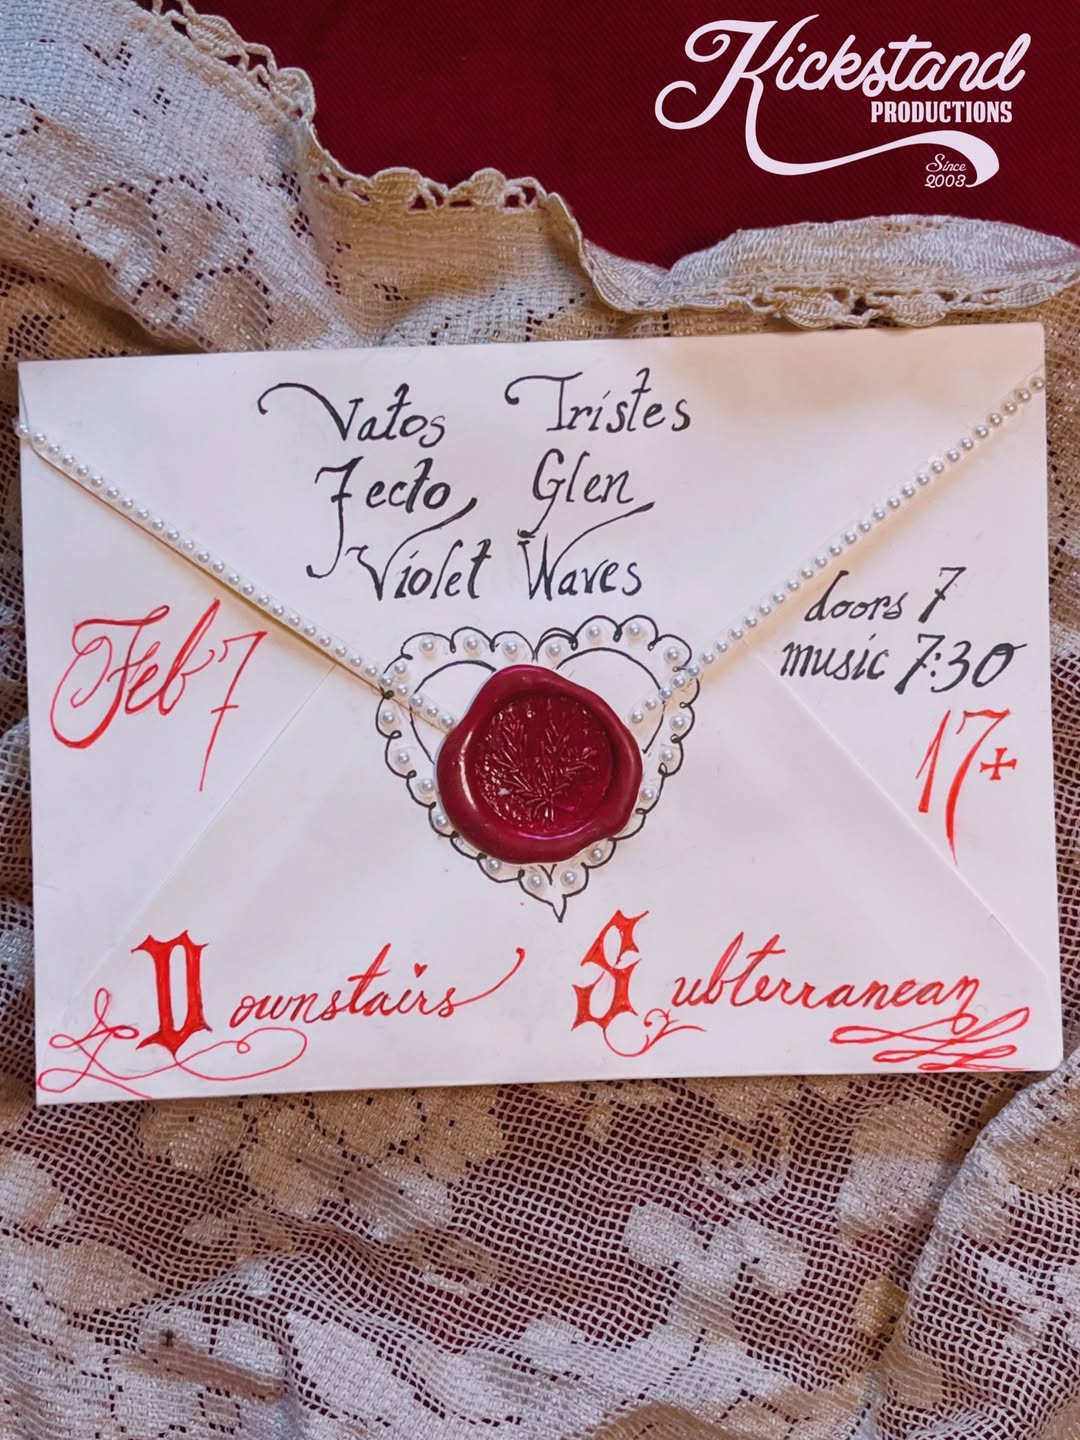 Kickstand
PRODUCTIONS
Since
2003
Vatos Tristes
Fecto Glen
Violet Waves
Feb 7
doors 7
music 7:30
17+
Downstairs Subterranean